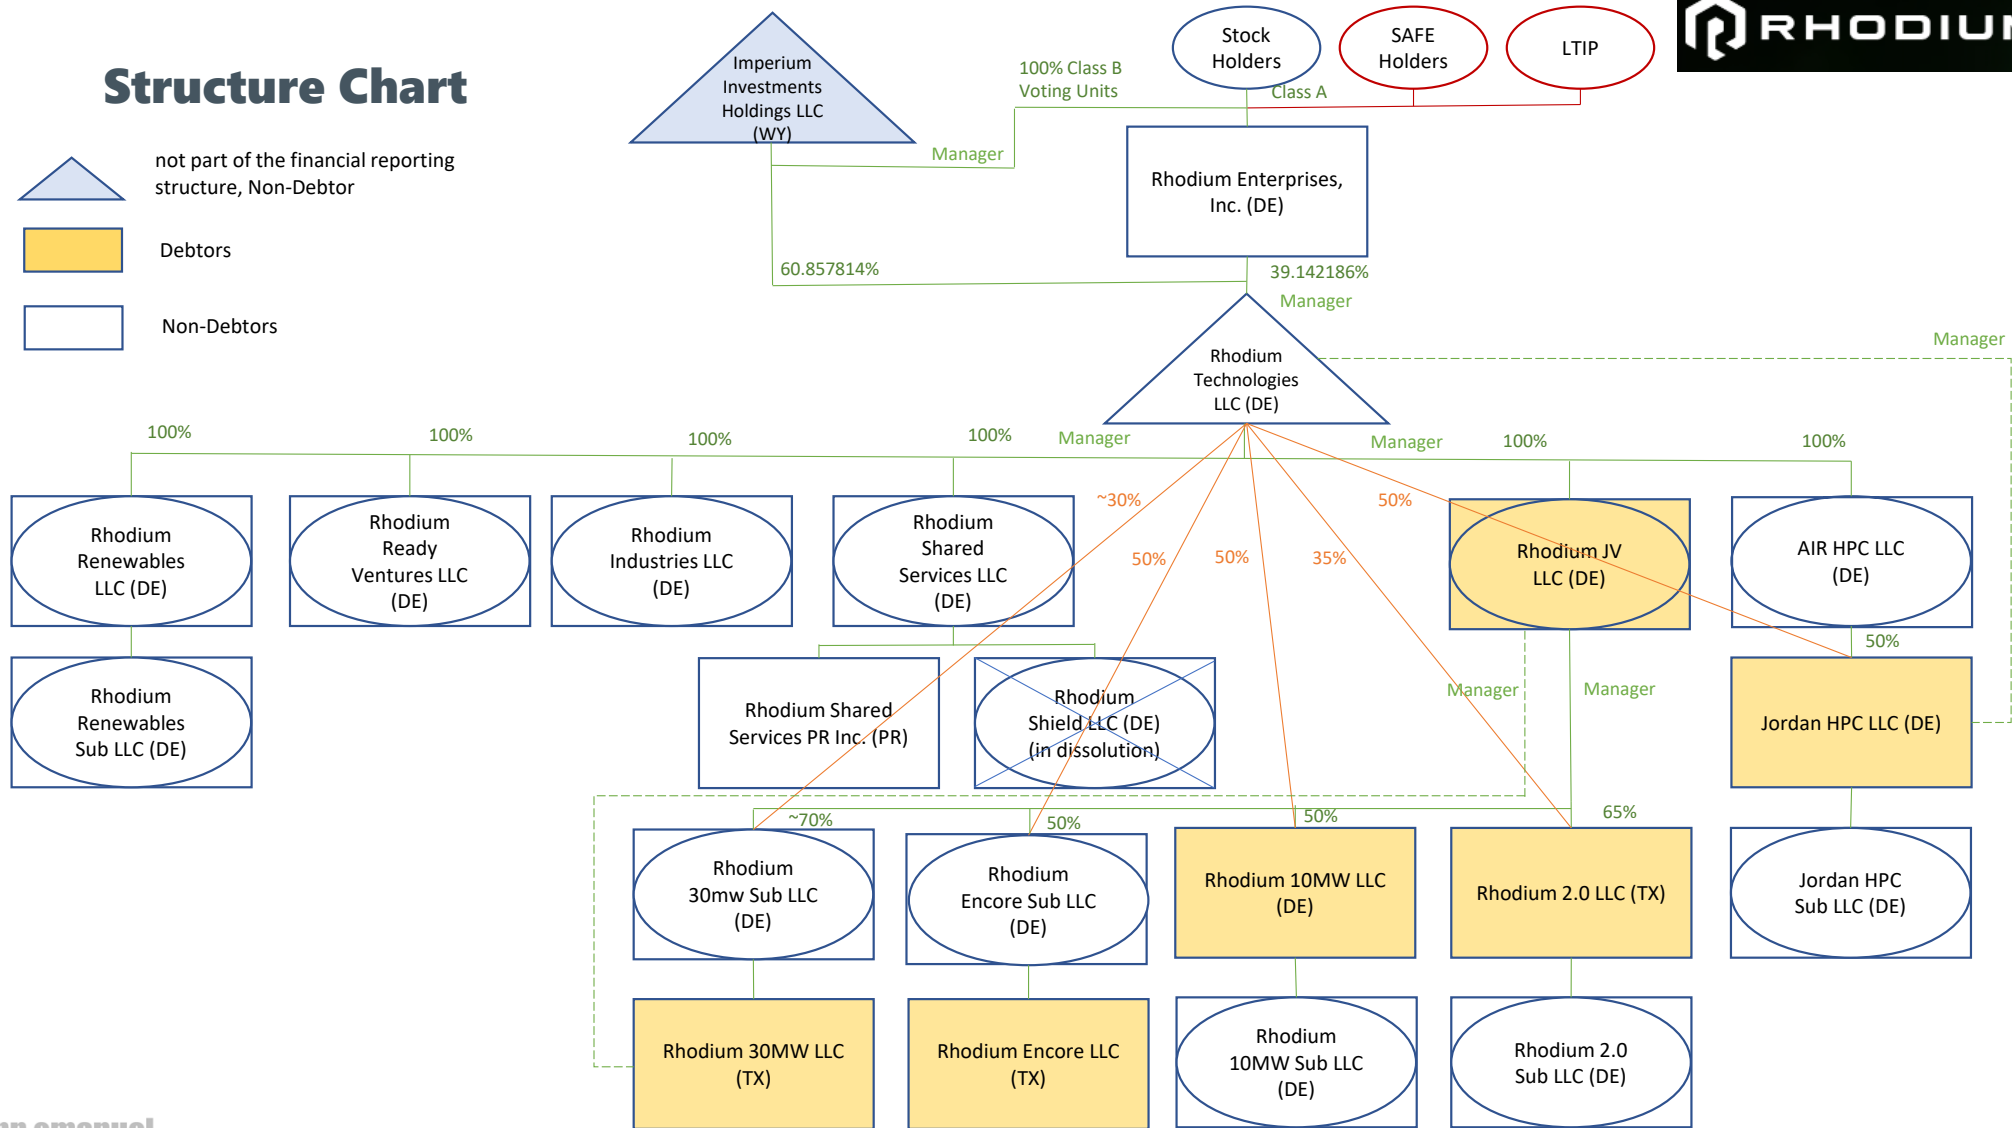 Structure Chart
RHODIUM
not part of the financial reporting
structure, Non-Debtor
Debtors
Non-Debtors
Imperium
Investments
Holdings LLC
(WY)
100% Class B
Voting Units
Manager
Stock
Holders
SAFE
Holders
LTIP
Class A
Rhodium Enterprises,
Inc. (DE)
60.857814%
39.142186%
Manager
Rhodium
Technologies
LLC (DE)
Manager
100%
100%
100%
100%
Manager
Manager
100%
100%
~30%
50%
50%
50%
35%
Rhodium
Renewables
LLC (DE)
Rhodium
Ready
Ventures LLC
(DE)
Rhodium
Industries LLC
(DE)
Rhodium
Shared
Services LLC
(DE)
Rhodium JV
LLC (DE)
AIR HPC LLC
(DE)
50%
Rhodium
Renewables
Sub LLC (DE)
Rhodium Shared
Services PR Inc. (PR)
Rhodium
Shield LLC (DE)
(in dissolution)
Manager
Manager
Jordan HPC LLC (DE)
~70%
50%
50%
65%
Rhodium
30mw Sub LLC
(DE)
Rhodium
Encore Sub LLC
(DE)
Rhodium 10MW LLC
(DE)
Rhodium 2.0 LLC (TX)
Jordan HPC
Sub LLC (DE)
Rhodium 30MW LLC
(TX)
Rhodium Encore LLC
(TX)
Rhodium
10MW Sub LLC
(DE)
Rhodium 2.0
Sub LLC (DE)
emanuel